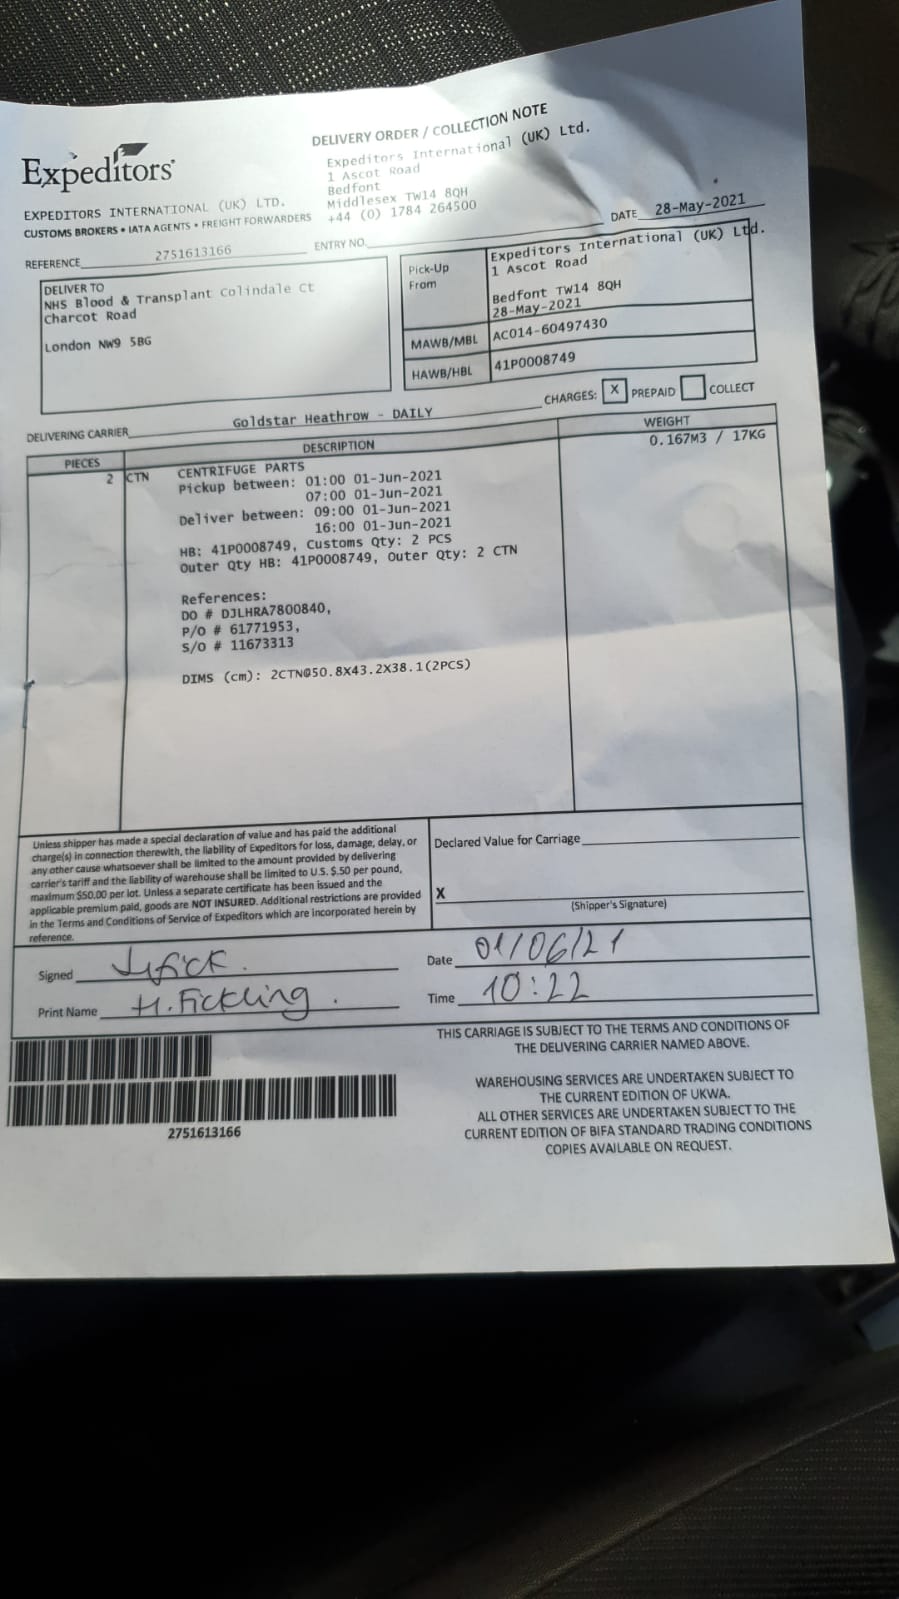 Expeditors
EXPEDITORS INTERNATIONAL (UK) LTD.
CUSTOMS BROKERS • IATA AGENTS • FREIGHT FORWARDERS
DELIVERY ORDER / COLLECTION NOTE
Expeditors International (UK) Ltd.
1 Ascot Road
Bedfont
Middlesex TW14 8QH
+44 (0) 1784 264500
DATE 28-May-2021
REFERENCE 2751613166 ENTRY NO.
DELIVER TO
NHS Blood & Transplant Colindale Ct
Charcot Road
London NW9 5BG
Pick-Up
From
Expeditors International (UK) Ltd.
1 Ascot Road
Bedfont TW14 8QH
28-May-2021
MAWB/MBL AC014-60497430
HAWB/HBL 41P0008749
CHARGES: X PREPAID COLLECT
DELIVERING CARRIER Goldstar Heathrow - DAILY
PIECES DESCRIPTION WEIGHT
2 CTN CENTRIFUGE PARTS 0.167M3 / 17KG
Pickup between: 01:00 01-Jun-2021
07:00 01-Jun-2021
Deliver between: 09:00 01-Jun-2021
16:00 01-Jun-2021
HB: 41P0008749, Customs Qty: 2 PCS
Outer Qty HB: 41P0008749, Outer Qty: 2 CTN
References:
DO # DJLHRA7800840,
P/O # 61771953,
S/O # 11673313
DIMS (cm): 2CTN@50.8X43.2X38.1(2PCS)
Unless shipper has made a special declaration of value and has paid the additional
charge(s) in connection therewith, the liability of Expeditors for loss, damage, delay, or
any other cause whatsoever shall be limited to the amount provided by delivering
carrier's tariff and the liability of warehouse shall be limited to U.S. $.50 per pound,
maximum $50.00 per lot. Unless a separate certificate has been issued and the
applicable premium paid, goods are NOT INSURED. Additional restrictions are provided
in the Terms and Conditions of Service of Expeditors which are incorporated herein by
reference.
Declared Value for Carriage
X
(Shipper's Signature)
Signed
Date 01/06/21
Print Name H. Fickling.
Time 10:22
2751613166
THIS CARRIAGE IS SUBJECT TO THE TERMS AND CONDITIONS OF
THE DELIVERING CARRIER NAMED ABOVE.
WAREHOUSING SERVICES ARE UNDERTAKEN SUBJECT TO
THE CURRENT EDITION OF UKWA.
ALL OTHER SERVICES ARE UNDERTAKEN SUBJECT TO THE
CURRENT EDITION OF BIFA STANDARD TRADING CONDITIONS
COPIES AVAILABLE ON REQUEST.